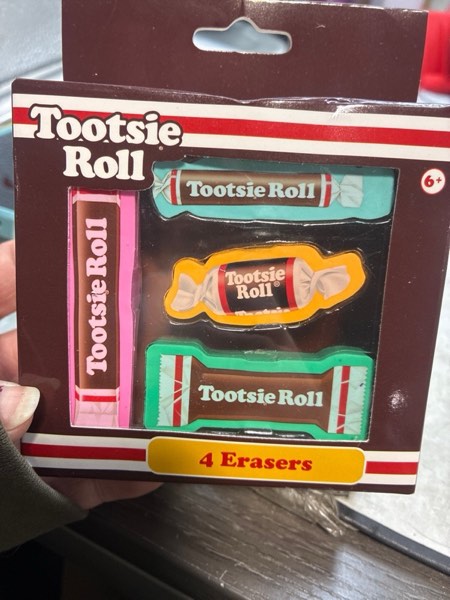 Tootsie
Roll
6+
Tootsie Roll
Tootsie Roll
Tootsie
Roll®
Tootsie Roll
4 Erasers